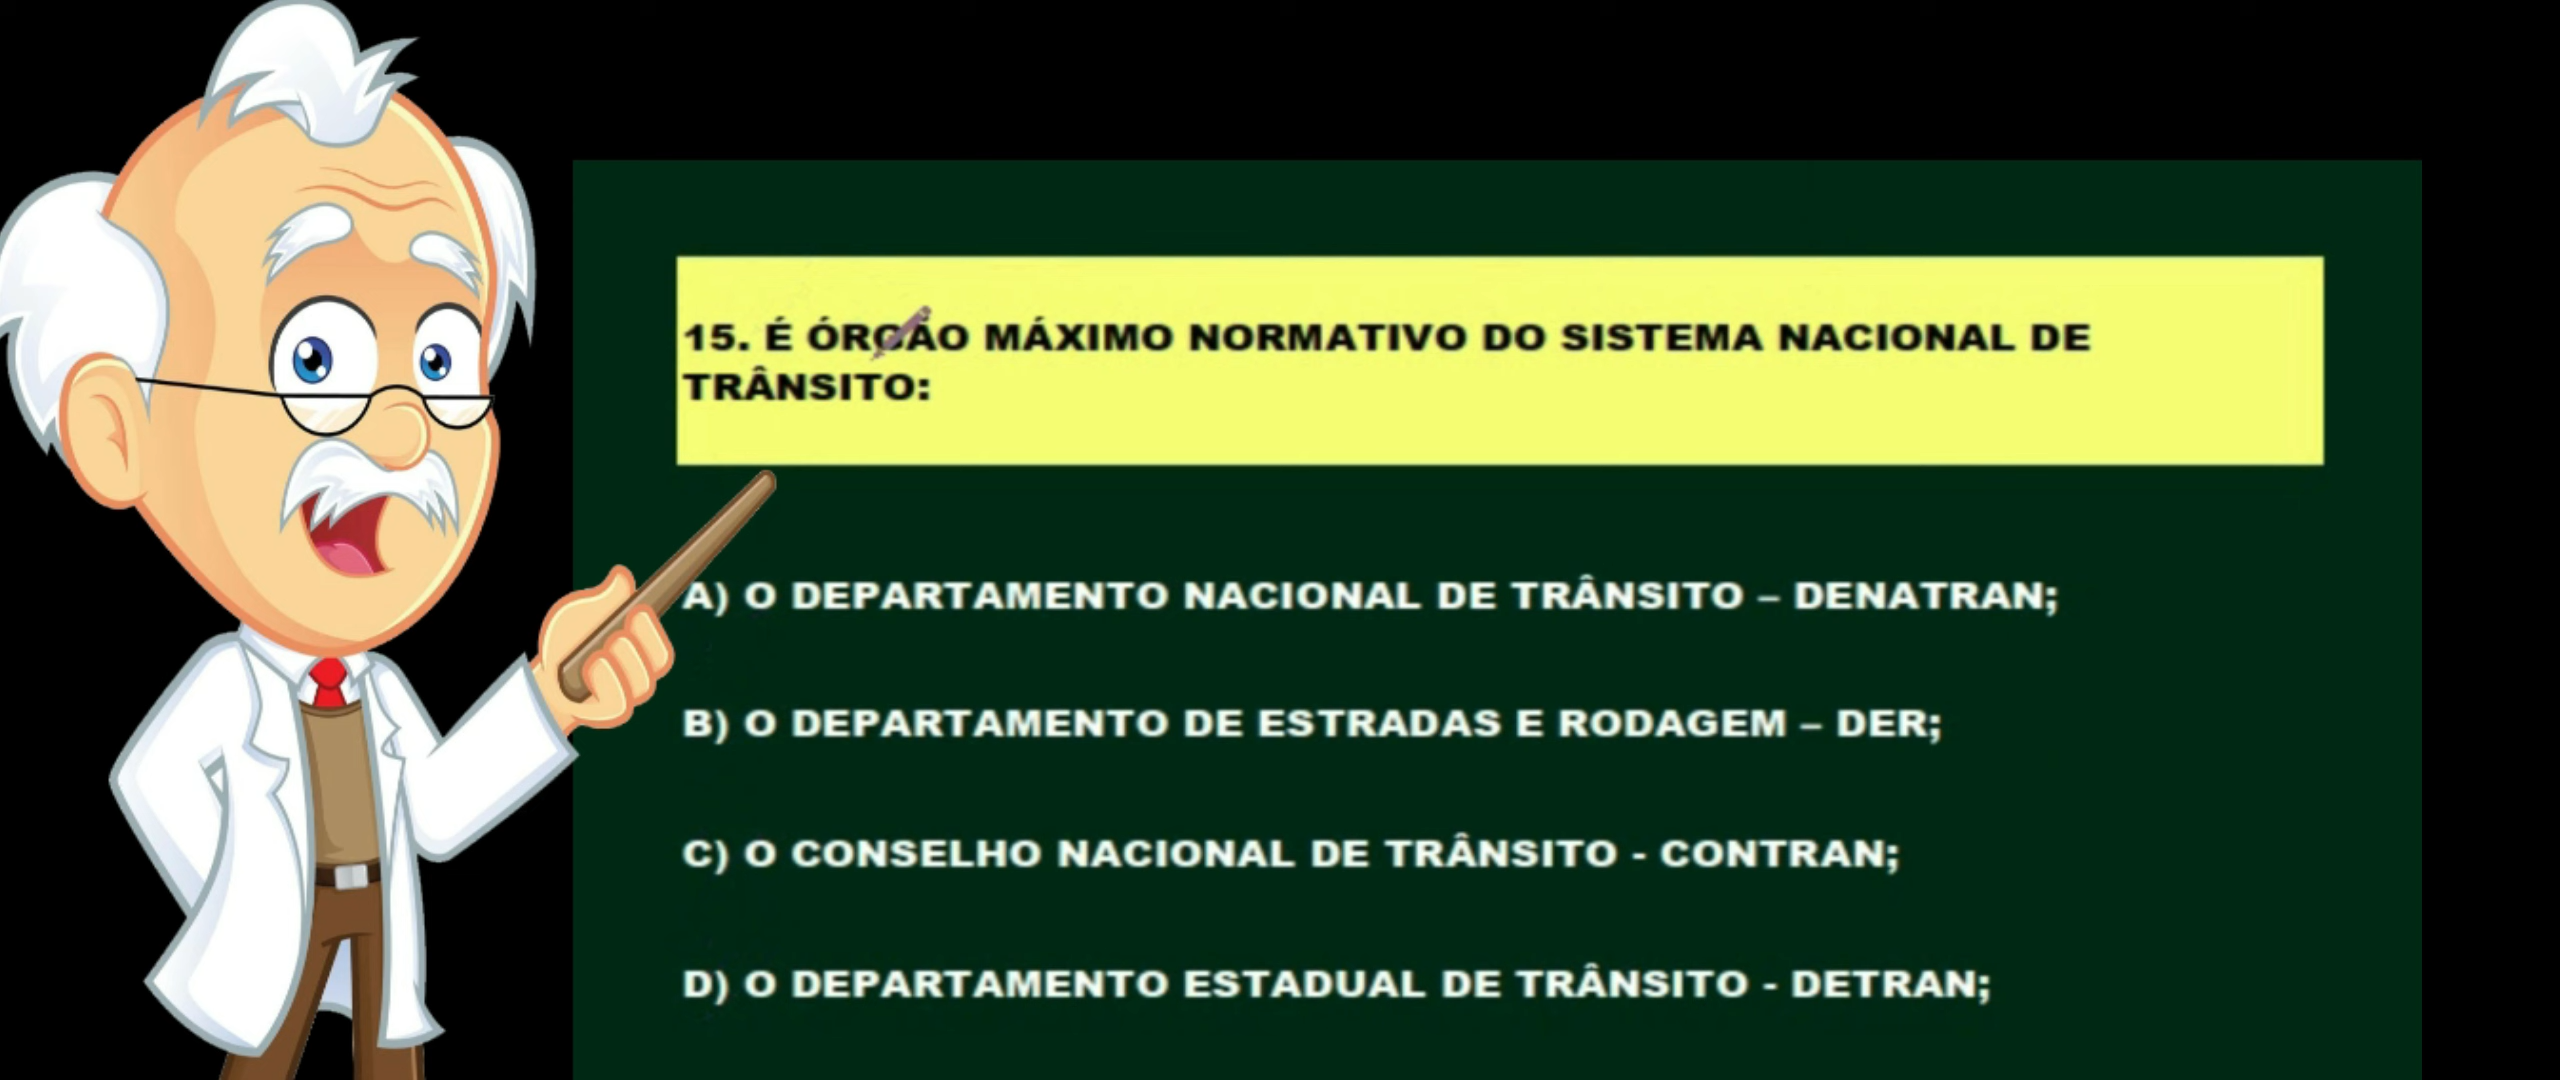 15. É ÓRGÃO MÁXIMO NORMATIVO DO SISTEMA NACIONAL DE
TRÂNSITO:
A) O DEPARTAMENTO NACIONAL DE TRÂNSITO – DENATRAN;
B) O DEPARTAMENTO DE ESTRADAS E RODAGEM – DER;
C) O CONSELHO NACIONAL DE TRÂNSITO - CONTRAN;
D) O DEPARTAMENTO ESTADUAL DE TRÂNSITO - DETRAN;